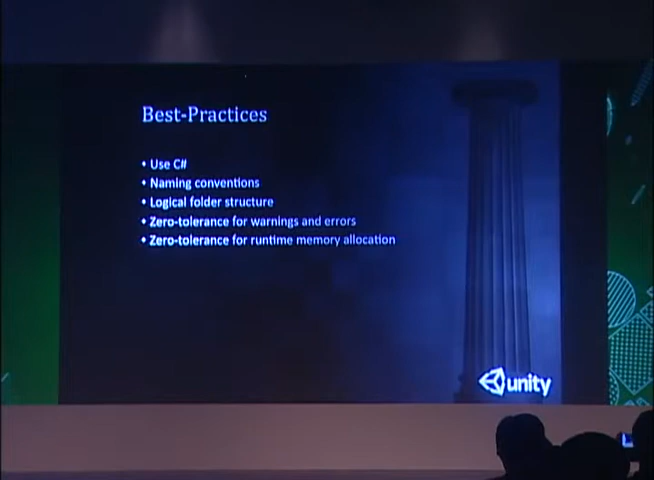 Best-Practices
• Use C#
• Naming conventions
• Logical folder structure
• Zero-tolerance for warnings and errors
• Zero-tolerance for runtime memory allocation
unity